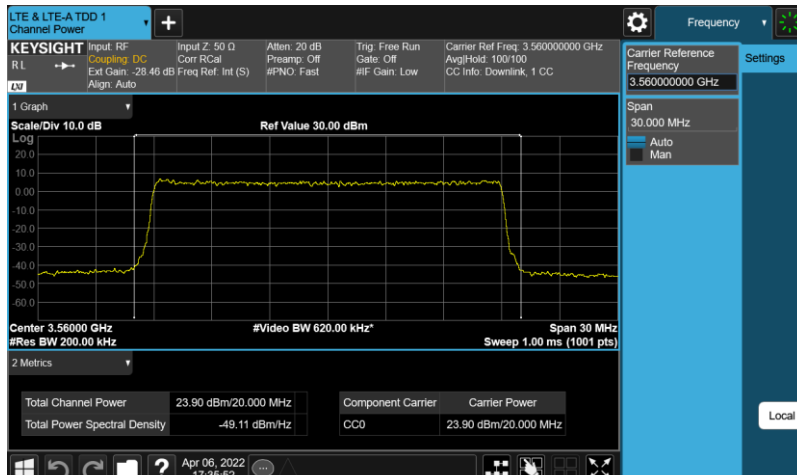 LTE & LTE-A TDD 1
Channel Power
Frequency
KEYSIGHT
RL
LXI
Input: RF
Coupling: DC
Ext Gain: -28.46 dB
Align: Auto
Input Z: 50 Ω
Corr RCal
Freq Ref: Int (S)
Atten: 20 dB
Preamp: Off
#PNO: Fast
Trig: Free Run
Gate: Off
#IF Gain: Low
Carrier Ref Freq: 3.560000000 GHz
Avg|Hold: 100/100
CC Info: Downlink, 1 CC
Carrier Reference
Frequency
3.560000000 GHz
Settings
Span
30.000 MHz
Auto
Man
1 Graph
Scale/Div 10.0 dB
Ref Value 30.00 dBm
Log
20.0
10.0
0.00
-10.0
-20.0
-30.0
-40.0
-50.0
-60.0
Center 3.56000 GHz
#Video BW 620.00 kHz*
Span 30 MHz
#Res BW 200.00 kHz
Sweep 1.00 ms (1001 pts)
2 Metrics
Total Channel Power 23.90 dBm/20.000 MHz
Total Power Spectral Density -49.11 dBm/Hz
Component Carrier Carrier Power
CC0 23.90 dBm/20.000 MHz
Local
?
Apr 06, 2022
17:35:52